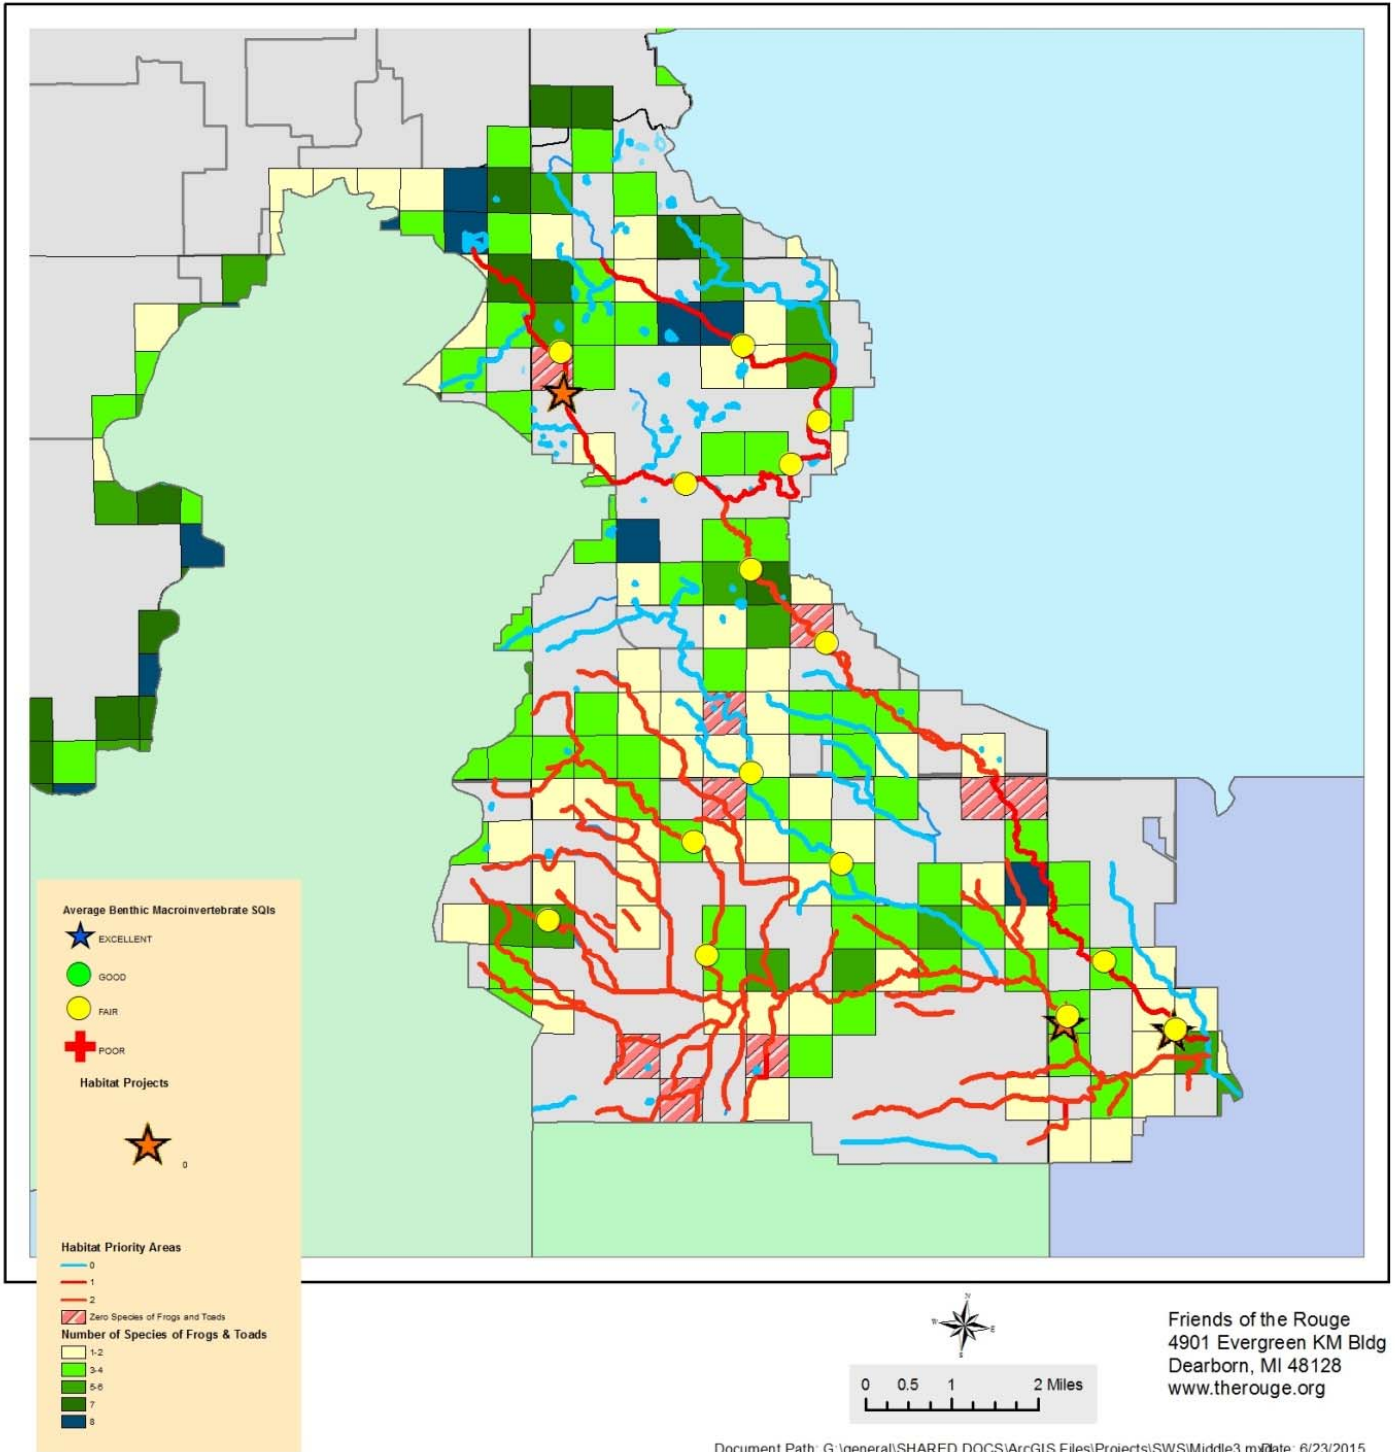 Average Benthic Macroinvertebrate SQIs
EXCELLENT
GOOD
FAIR
POOR
Habitat Projects
0
Habitat Priority Areas
0
1
2
Zero Species of Frogs and Toads
Number of Species of Frogs & Toads
1-2
3-4
5-6
7
8
N
W E
S
0 0.5 1 2 Miles
Friends of the Rouge
4901 Evergreen KM Bldg
Dearborn, MI 48128
www.therouge.org
Document Path: G:\general\SHARED DOCS\ArcGIS Files\Projects\SWS\Middle3.mxd
Date: 6/23/2015